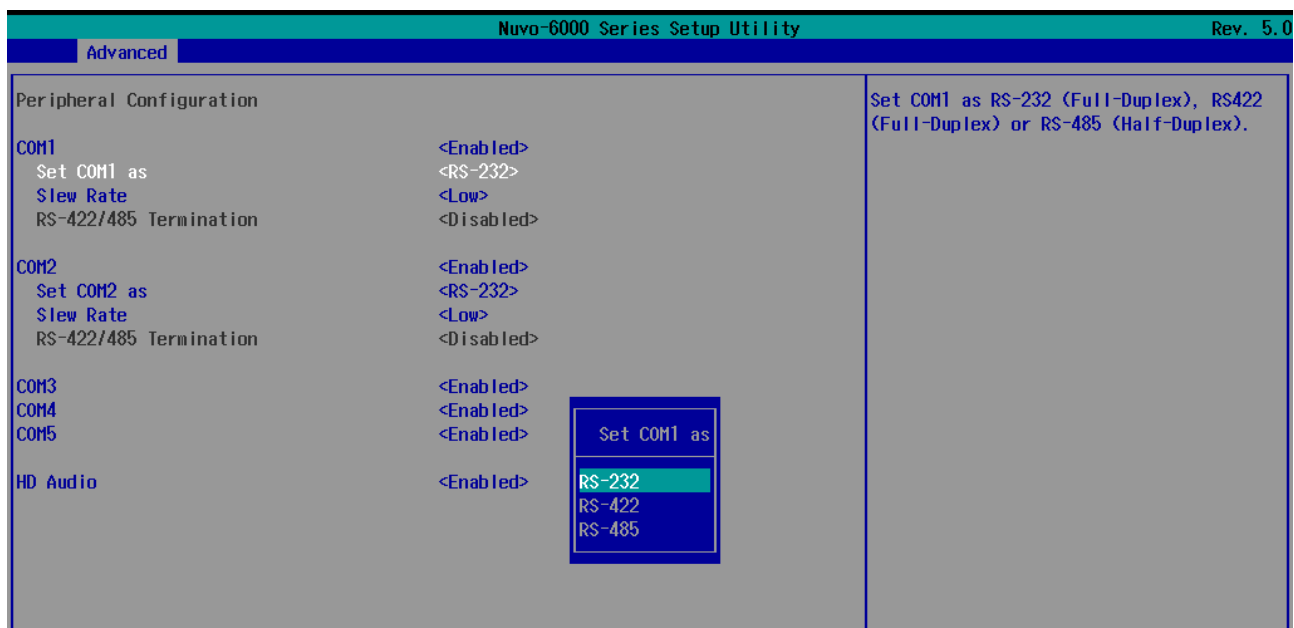 Nuvo-6000 Series Setup Utility Rev. 5.0
Advanced
Peripheral Configuration
COM1 <Enabled>
Set COM1 as <RS-232>
Slew Rate <Low>
RS-422/485 Termination <Disabled>
COM2 <Enabled>
Set COM2 as <RS-232>
Slew Rate <Low>
RS-422/485 Termination <Disabled>
COM3 <Enabled>
COM4 <Enabled>
COM5 <Enabled>
HD Audio <Enabled>
Set COM1 as
RS-232
RS-422
RS-485
Set COM1 as RS-232 (Full-Duplex), RS422
(Full-Duplex) or RS-485 (Half-Duplex).